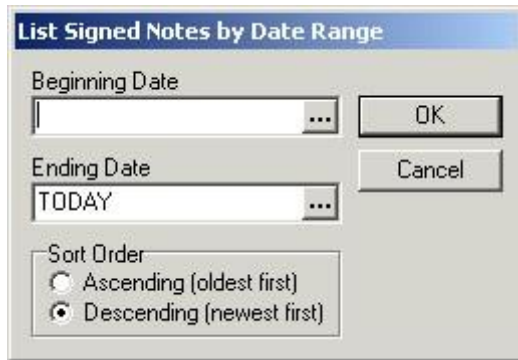 List Signed Notes by Date Range
Beginning Date
...
OK
Ending Date
Cancel
TODAY
...
Sort Order
Ascending (oldest first)
Descending (newest first)